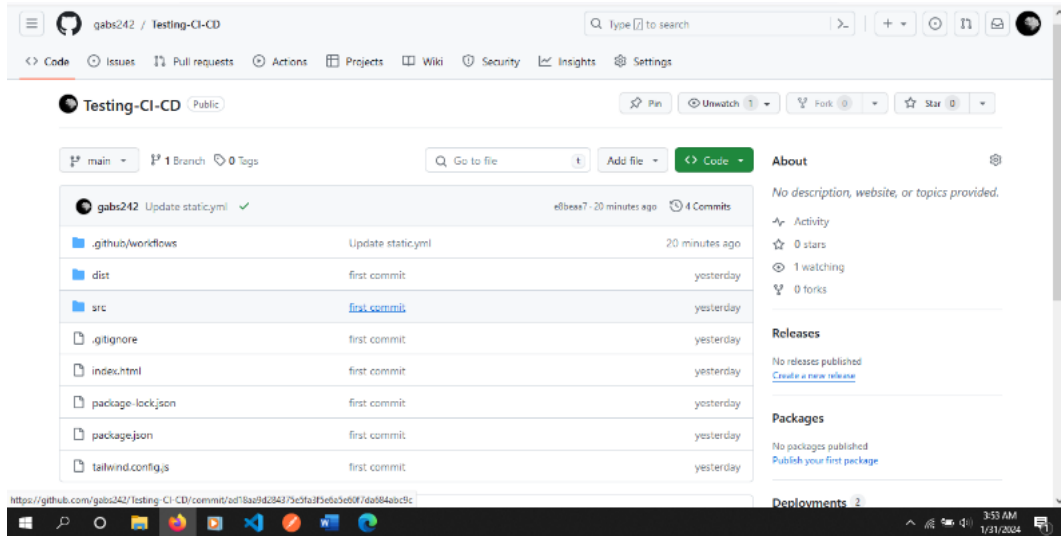 gabs242 / Testing-CI-CD
Type / to search
Code Issues Pull requests Actions Projects Wiki Security Insights Settings
Testing-CI-CD Public
Pin Unwatch 1 Fork 0 Star 0
main 1 Branch 0 Tags Go to file t Add file Code
About
No description, website, or topics provided.
gabs242 Update static.yml e8beaa7 · 20 minutes ago 4 Commits
Activity
.github/workflows Update static.yml 20 minutes ago
0 stars
dist first commit yesterday
1 watching
0 forks
src first commit yesterday
.gitignore first commit yesterday
Releases
No releases published
Create a new release
index.html first commit yesterday
package-lock.json first commit yesterday
Packages
package.json first commit yesterday
No packages published
Publish your first package
tailwind.config.js first commit yesterday
Deployments 2
3:53 AM
1/31/2024